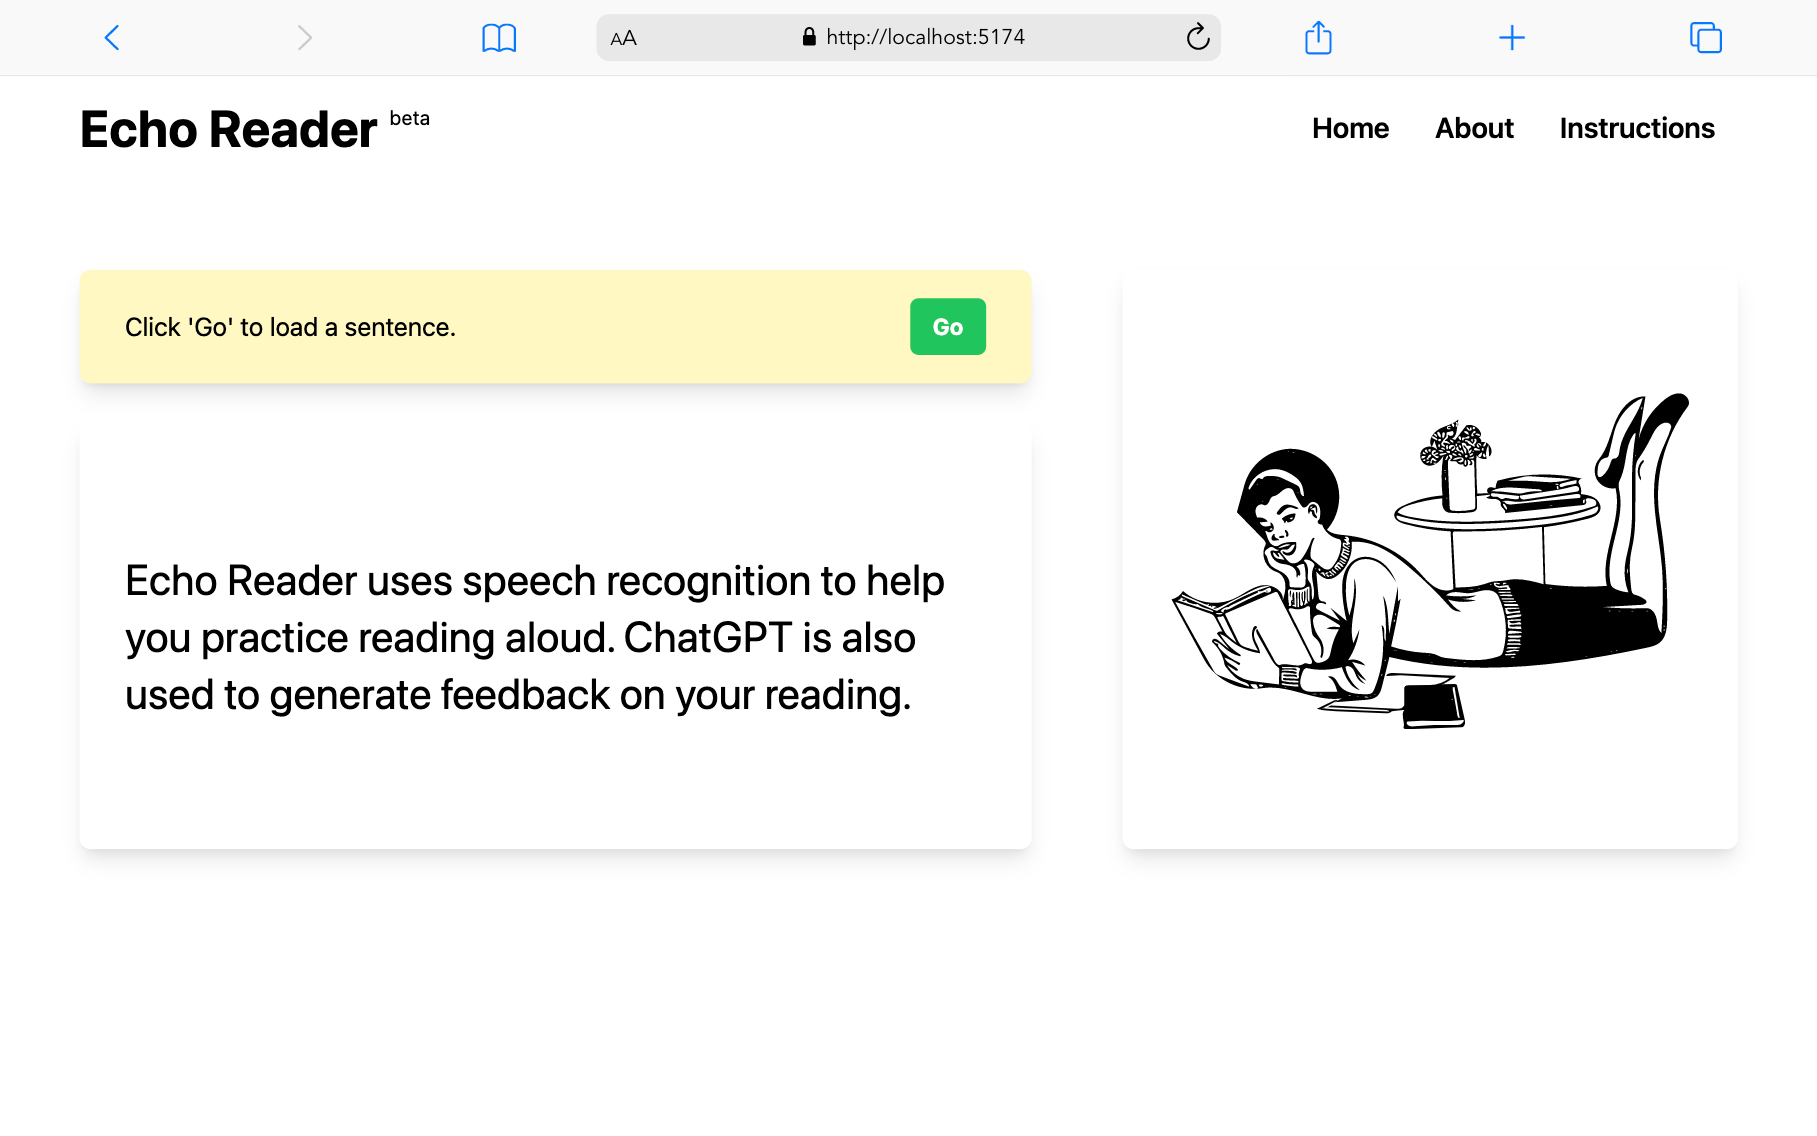 AA http://localhost:5174
Echo Reader beta
Home About Instructions
Click 'Go' to load a sentence. Go
Echo Reader uses speech recognition to help
you practice reading aloud. ChatGPT is also
used to generate feedback on your reading.